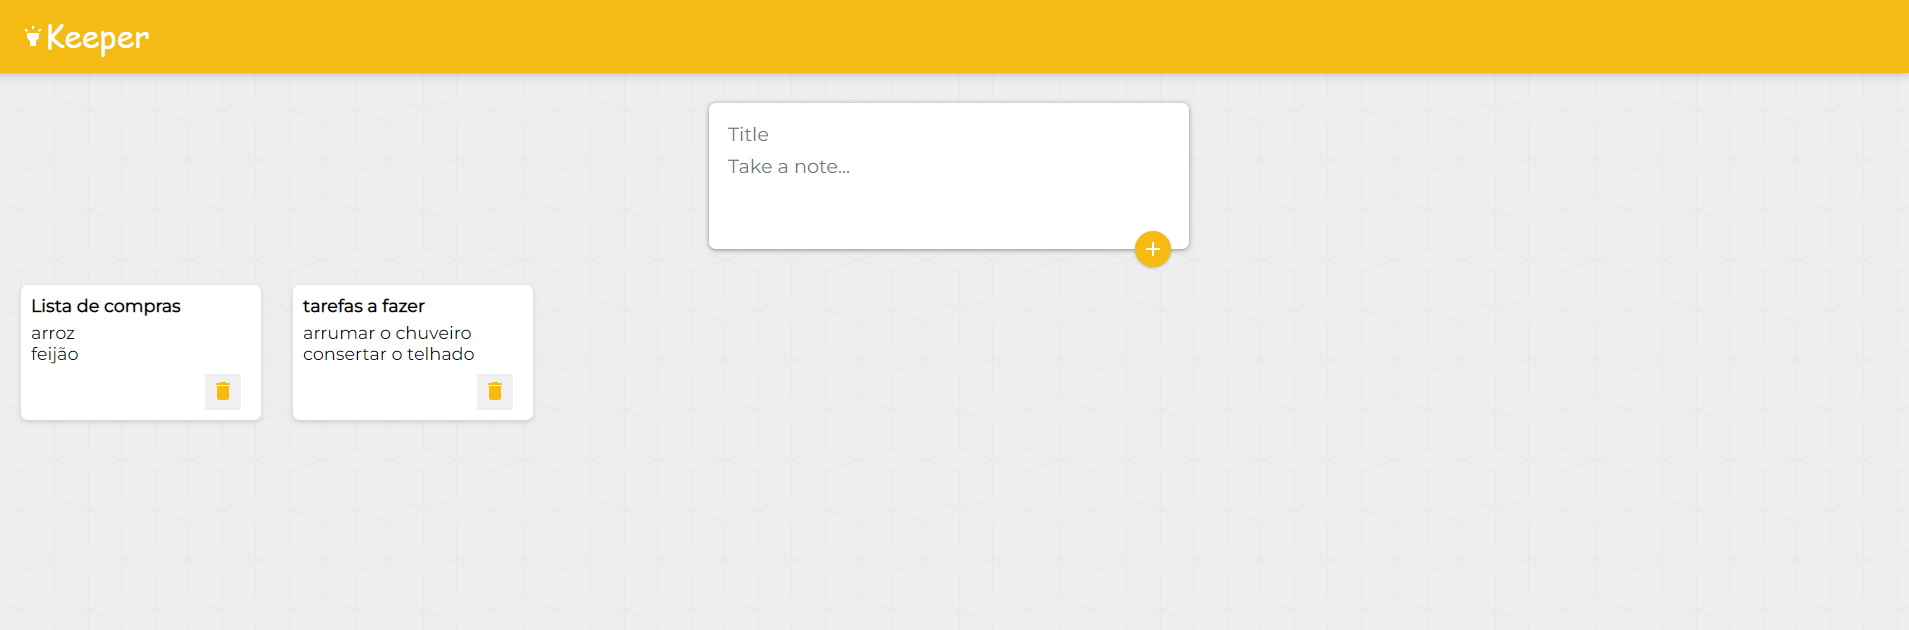 Keeper
Title
Take a note...
Lista de compras
arroz
feijão
tarefas a fazer
arrumar o chuveiro
consertar o telhado